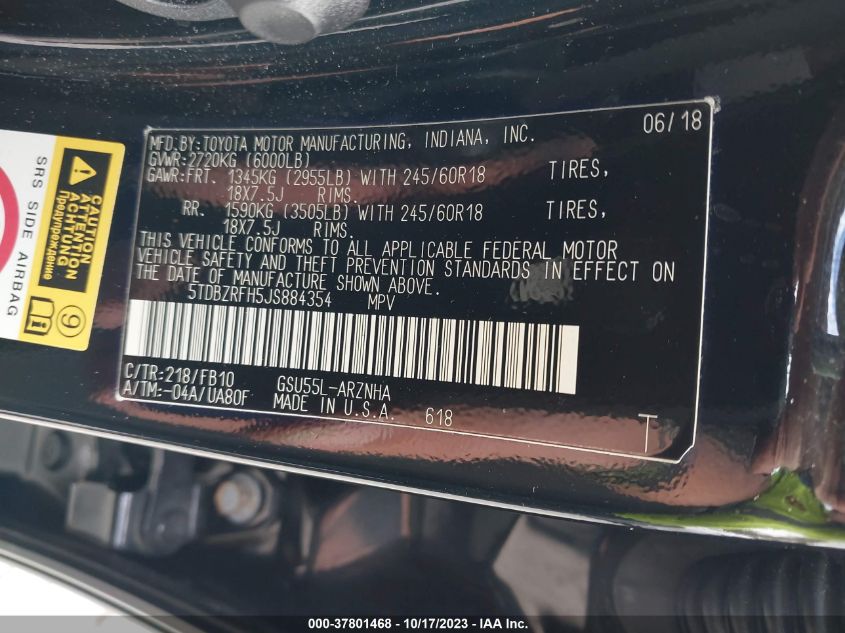 MFD.BY:TOYOTA MOTOR MANUFACTURING, INDIANA, INC. 06/18
GVWR:2720KG (6000LB)
GAWR:FRT. 1345KG (2955LB) WITH 245/60R18 TIRES,
18X7.5J RIMS.
RR. 1590KG (3505LB) WITH 245/60R18 TIRES,
18X7.5J RIMS.
THIS VEHICLE CONFORMS TO ALL APPLICABLE FEDERAL MOTOR
VEHICLE SAFETY AND THEFT PREVENTION STANDARDS IN EFFECT ON
THE DATE OF MANUFACTURE SHOWN ABOVE.
5TDBZRFH5JS884354 MPV
C/TR:218/FB10 GSU55L-ARZNHA
A/TM:-04A/UA80F MADE IN U.S.A. 618 T
SRS SIDE AIRBAG
CAUTION
ATTENTION
ACHTUNG
Предупреждение
9
000-37801468 - 10/17/2023 - IAA Inc.